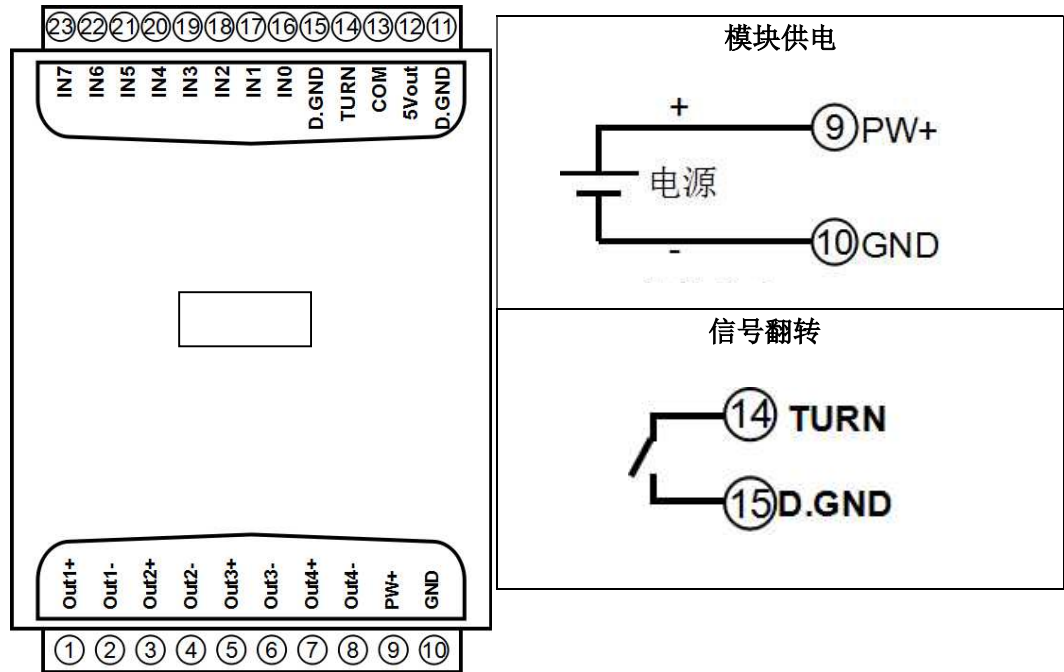 ㉓㉒㉑⑳⑲⑱⑰⑯⑮⑭⑬⑫⑪
IN7 IN6 IN5 IN4 IN3 IN2 IN1 IN0 D.GND TURN COM 5Vout D.GND
Out1+ Out1- Out2+ Out2- Out3+ Out3- Out4+ Out4- PW+ GND
①②③④⑤⑥⑦⑧⑨⑩
模块供电
+
⑨PW+
电源
-
⑩GND
信号翻转
⑭ TURN
⑮D.GND